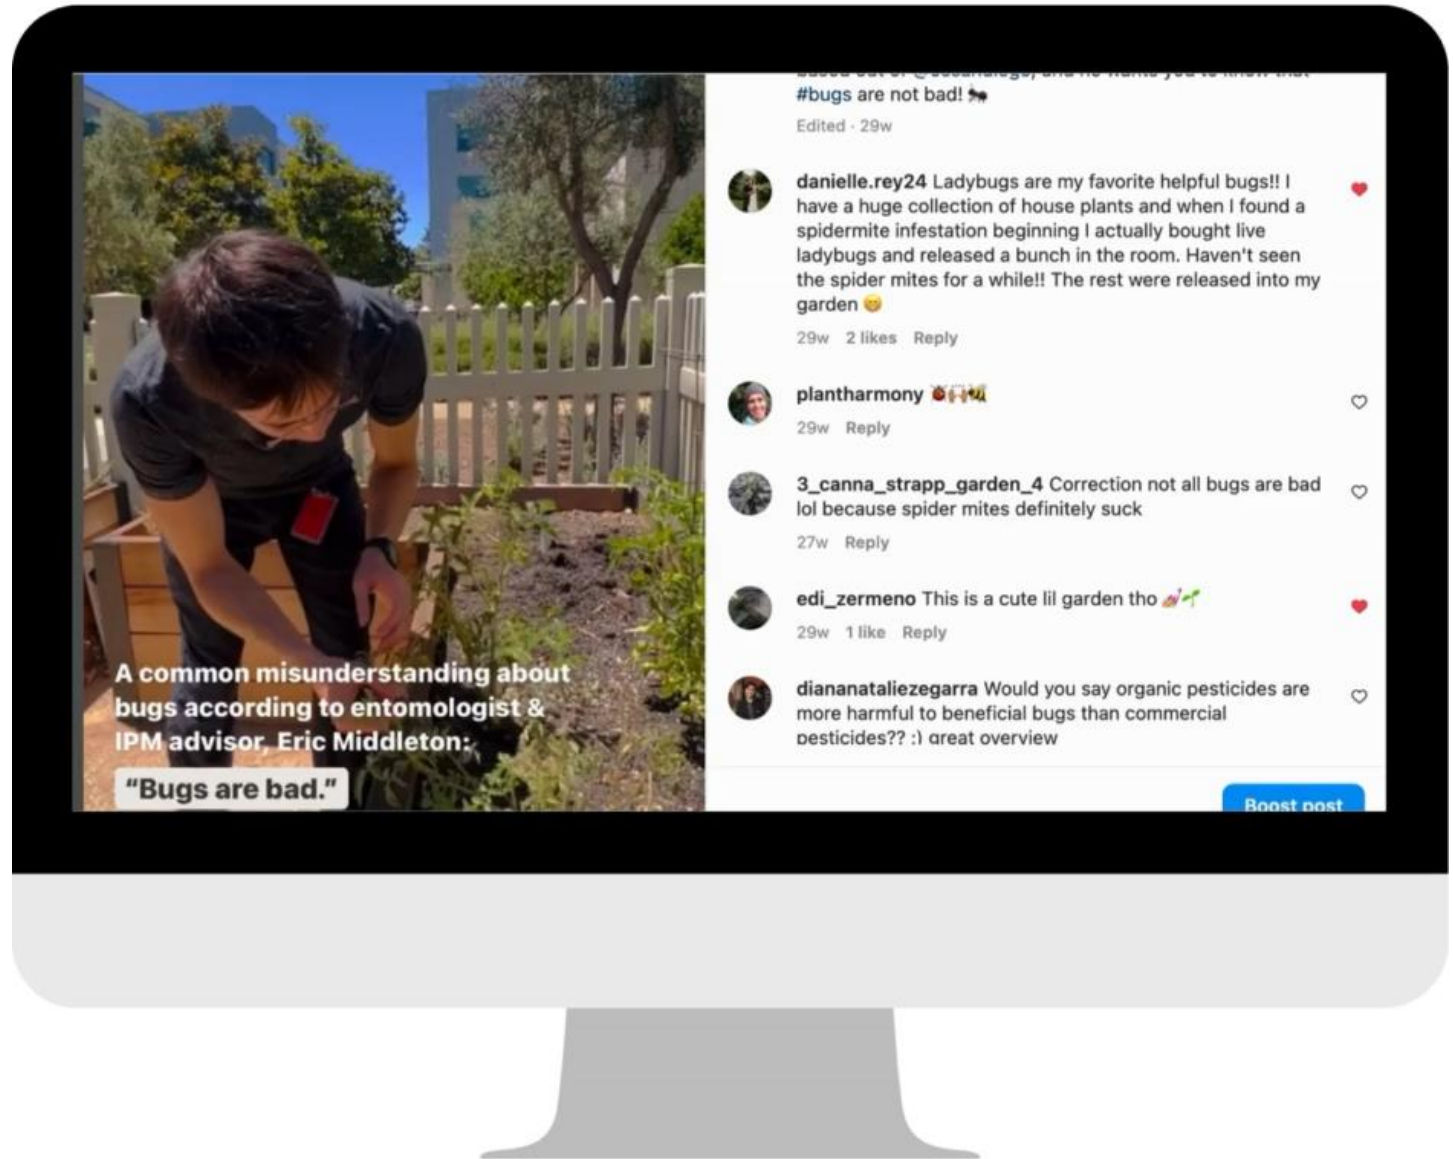 A common misunderstanding about
bugs according to entomologist &
IPM advisor, Eric Middleton:
“Bugs are bad.”
#bugs are not bad! 🐜
Edited · 29w
danielle.rey24 Ladybugs are my favorite helpful bugs!! I
have a huge collection of house plants and when I found a
spidermite infestation beginning I actually bought live
ladybugs and released a bunch in the room. Haven't seen
the spider mites for a while!! The rest were released into my
garden 😁
29w 2 likes Reply
plantharmony 🐞🙌🏽🐝
29w Reply
3_canna_strapp_garden_4 Correction not all bugs are bad
lol because spider mites definitely suck
27w Reply
edi_zermeno This is a cute lil garden tho 💅🌱
29w 1 like Reply
diananataliezegarra Would you say organic pesticides are
more harmful to beneficial bugs than commercial
pesticides?? :) great overview
Boost post